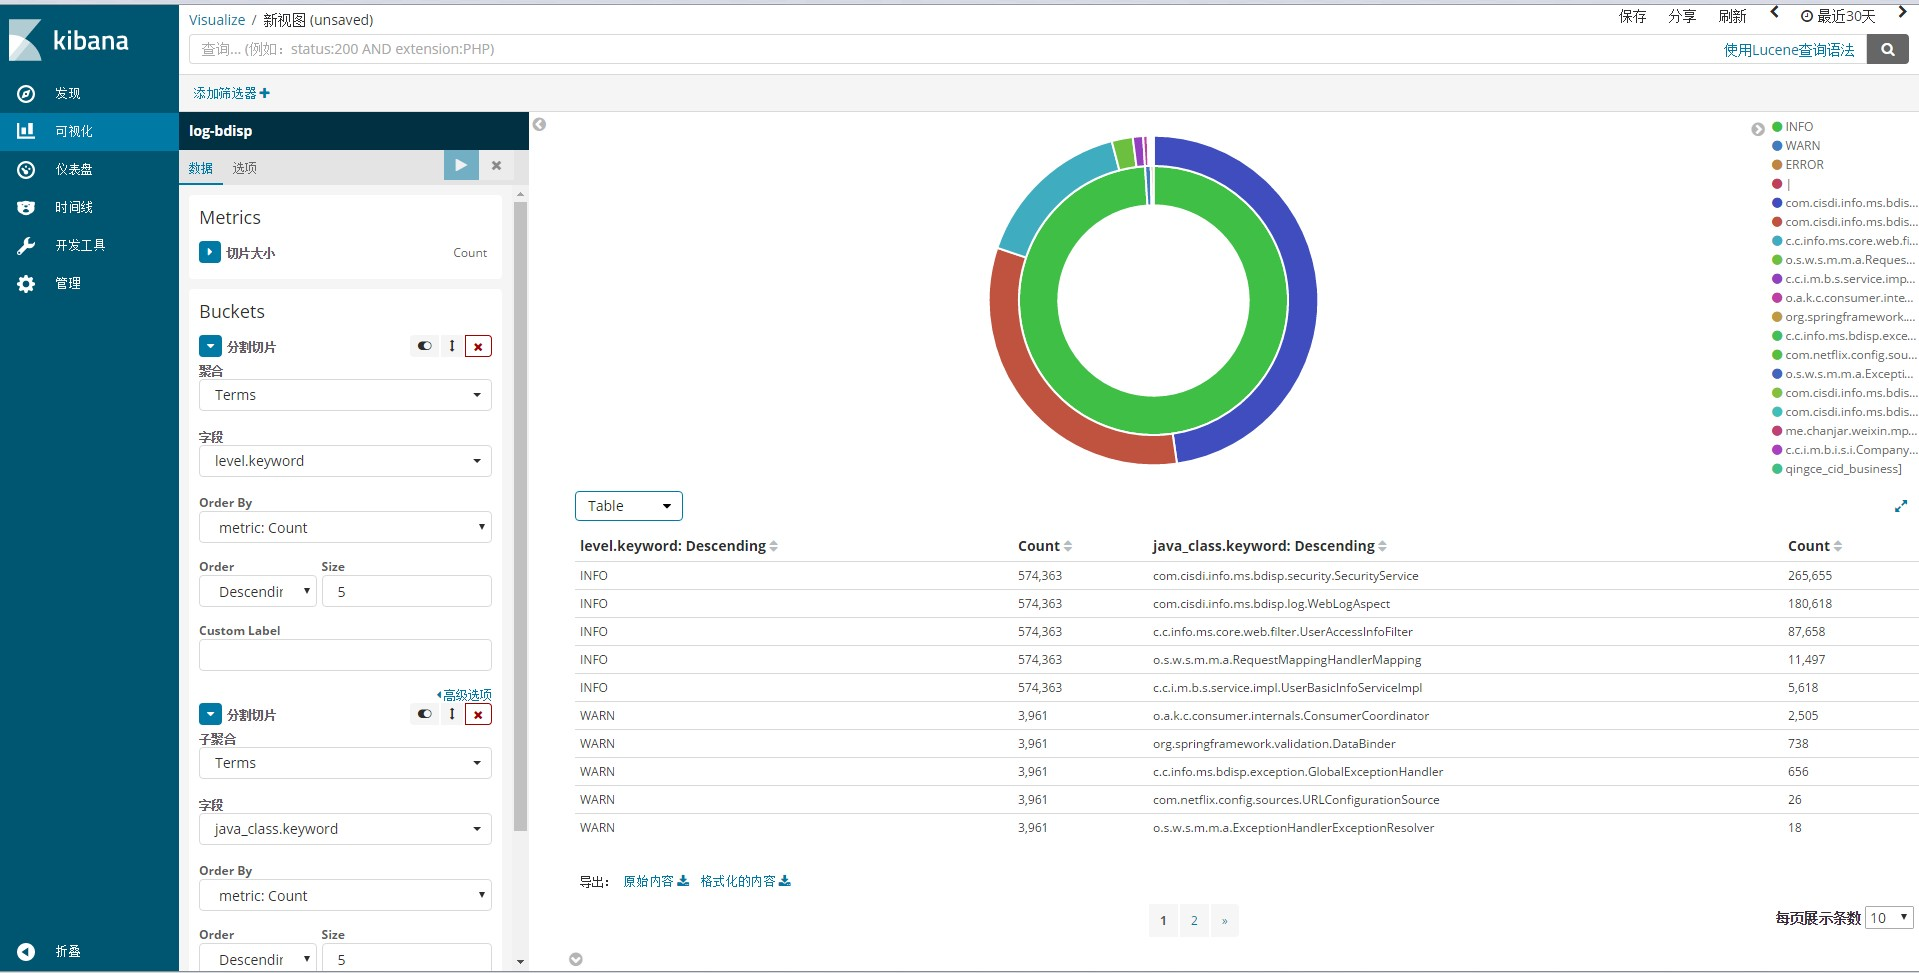 kibana
发现
可视化
仪表盘
时间线
开发工具
管理
折叠
Visualize / 新视图 (unsaved)
保存 分享 刷新 最近30天
查询... (例如：status:200 AND extension:PHP)
使用Lucene查询语法
添加筛选器
log-bdisp
数据 选项
Metrics
切片大小 Count
Buckets
分割切片
聚合
Terms
字段
level.keyword
Order By
metric: Count
Order Size
Descendir 5
Custom Label
高级选项
分割切片
子聚合
Terms
字段
java_class.keyword
Order By
metric: Count
Order Size
Descendir 5
INFO
WARN
ERROR
|
com.cisdi.info.ms.bdis...
com.cisdi.info.ms.bdis...
c.c.info.ms.core.web.fi...
o.s.w.s.m.m.a.Reques...
c.c.i.m.b.s.service.imp...
o.a.k.c.consumer.inte...
org.springframework....
c.c.info.ms.bdisp.exce...
com.netflix.config.sou...
o.s.w.s.m.m.a.Excepti...
com.cisdi.info.ms.bdis...
com.cisdi.info.ms.bdis...
me.chanjar.weixin.mp...
c.c.i.m.b.i.s.i.Company...
qingce_cid_business]
Table
level.keyword: Descending Count java_class.keyword: Descending Count
INFO 574,363 com.cisdi.info.ms.bdisp.security.SecurityService 265,655
INFO 574,363 com.cisdi.info.ms.bdisp.log.WebLogAspect 180,618
INFO 574,363 c.c.info.ms.core.web.filter.UserAccessInfoFilter 87,658
INFO 574,363 o.s.w.s.m.m.a.RequestMappingHandlerMapping 11,497
INFO 574,363 c.c.i.m.b.s.service.impl.UserBasicInfoServiceImpl 5,618
WARN 3,961 o.a.k.c.consumer.internals.ConsumerCoordinator 2,505
WARN 3,961 org.springframework.validation.DataBinder 738
WARN 3,961 c.c.info.ms.bdisp.exception.GlobalExceptionHandler 656
WARN 3,961 com.netflix.config.sources.URLConfigurationSource 26
WARN 3,961 o.s.w.s.m.m.a.ExceptionHandlerExceptionResolver 18
导出： 原始内容 格式化的内容
1 2 »
每页展示条数 10